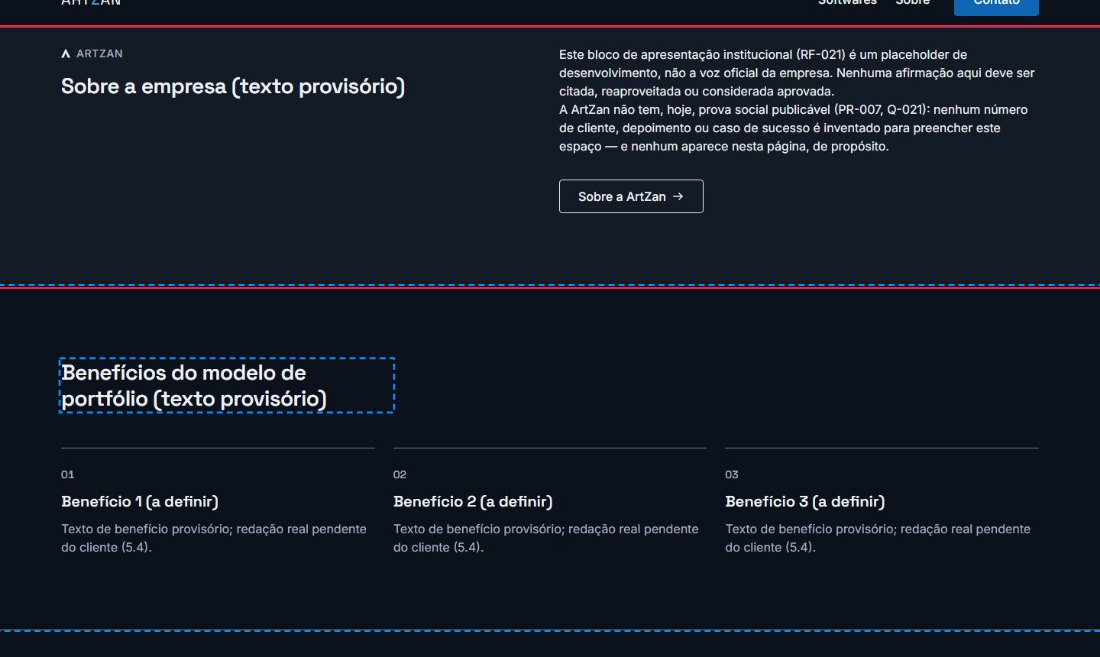 ARTZAN
Softwares Sobre Contato
ARTZAN
Sobre a empresa (texto provisório)
Este bloco de apresentação institucional (RF-021) é um placeholder de
desenvolvimento, não a voz oficial da empresa. Nenhuma afirmação aqui deve ser
citada, reaproveitada ou considerada aprovada.
A ArtZan não tem, hoje, prova social publicável (PR-007, Q-021): nenhum número
de cliente, depoimento ou caso de sucesso é inventado para preencher este
espaço — e nenhum aparece nesta página, de propósito.
Sobre a ArtZan →
Benefícios do modelo de
portfólio (texto provisório)
01
Benefício 1 (a definir)
Texto de benefício provisório; redação real pendente
do cliente (5.4).
02
Benefício 2 (a definir)
Texto de benefício provisório; redação real pendente
do cliente (5.4).
03
Benefício 3 (a definir)
Texto de benefício provisório; redação real pendente
do cliente (5.4).